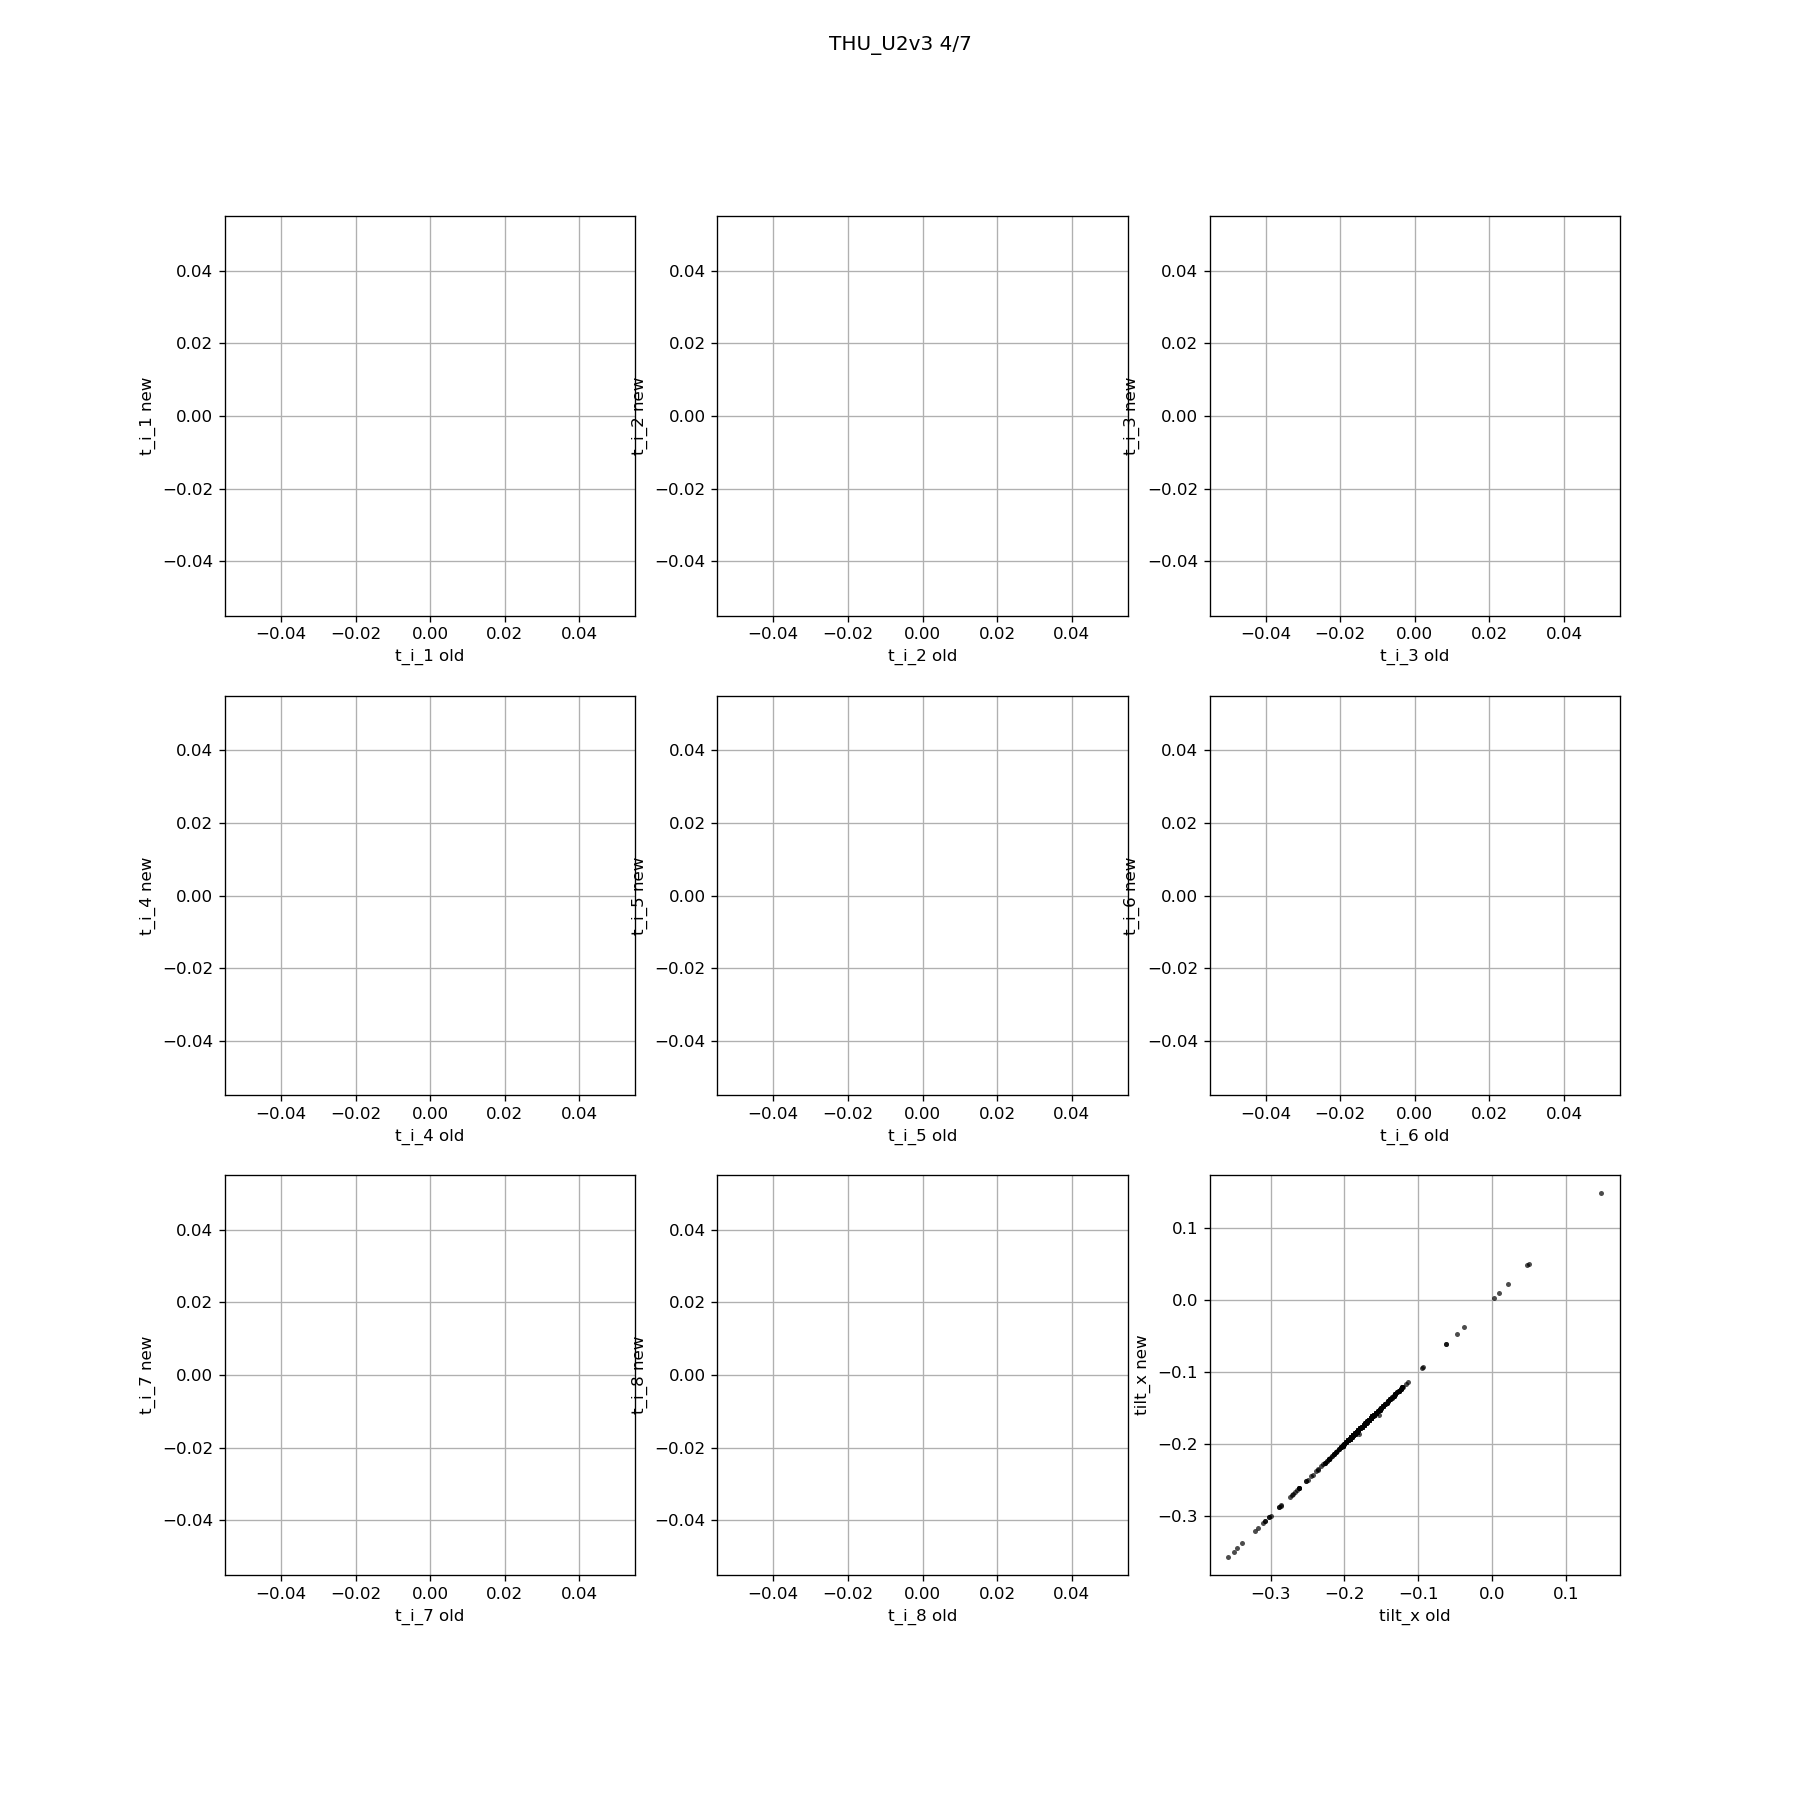 THU_U2v3 4/7
0.04
0.02
0.00
−0.02
−0.04
t_i_1 new
−0.04 −0.02 0.00 0.02 0.04
t_i_1 old
0.04
0.02
0.00
−0.02
−0.04
t_i_2 new
−0.04 −0.02 0.00 0.02 0.04
t_i_2 old
0.04
0.02
0.00
−0.02
−0.04
t_i_3 new
−0.04 −0.02 0.00 0.02 0.04
t_i_3 old
0.04
0.02
0.00
−0.02
−0.04
t_i_4 new
−0.04 −0.02 0.00 0.02 0.04
t_i_4 old
0.04
0.02
0.00
−0.02
−0.04
t_i_5 new
−0.04 −0.02 0.00 0.02 0.04
t_i_5 old
0.04
0.02
0.00
−0.02
−0.04
t_i_6 new
−0.04 −0.02 0.00 0.02 0.04
t_i_6 old
0.04
0.02
0.00
−0.02
−0.04
t_i_7 new
−0.04 −0.02 0.00 0.02 0.04
t_i_7 old
0.04
0.02
0.00
−0.02
−0.04
t_i_8 new
−0.04 −0.02 0.00 0.02 0.04
t_i_8 old
0.1
0.0
−0.1
−0.2
−0.3
tilt_x new
−0.3 −0.2 −0.1 0.0 0.1
tilt_x old